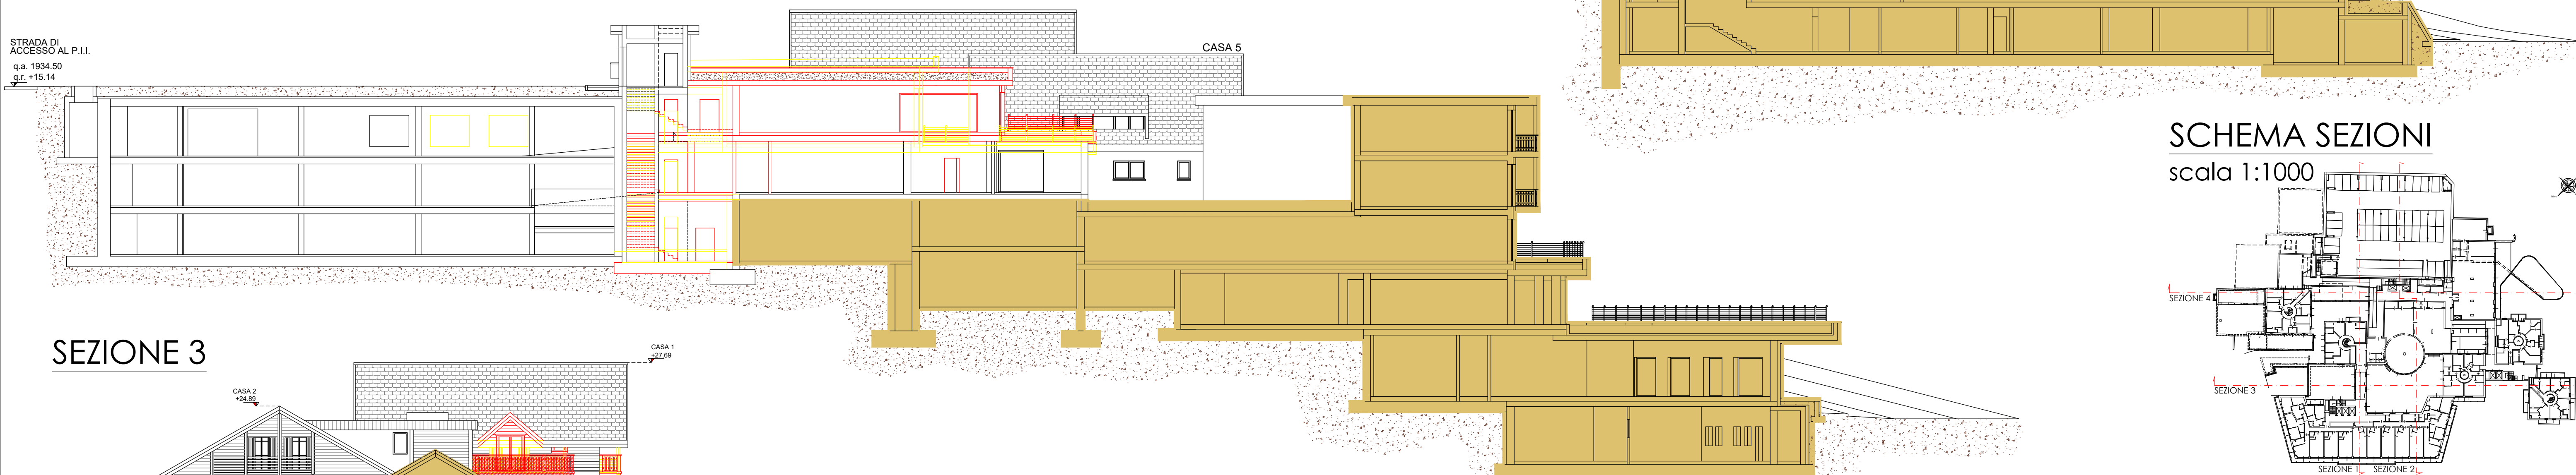 STRADA DI
ACCESSO AL P.I.I.
q.a. 1934.50
q.r. +15.14
CASA 5
SCHEMA SEZIONI
scala 1:1000
SEZIONE 4
SEZIONE 3
SEZIONE 1
SEZIONE 2
SEZIONE 3
CASA 1
+27.69
CASA 2
+24.89